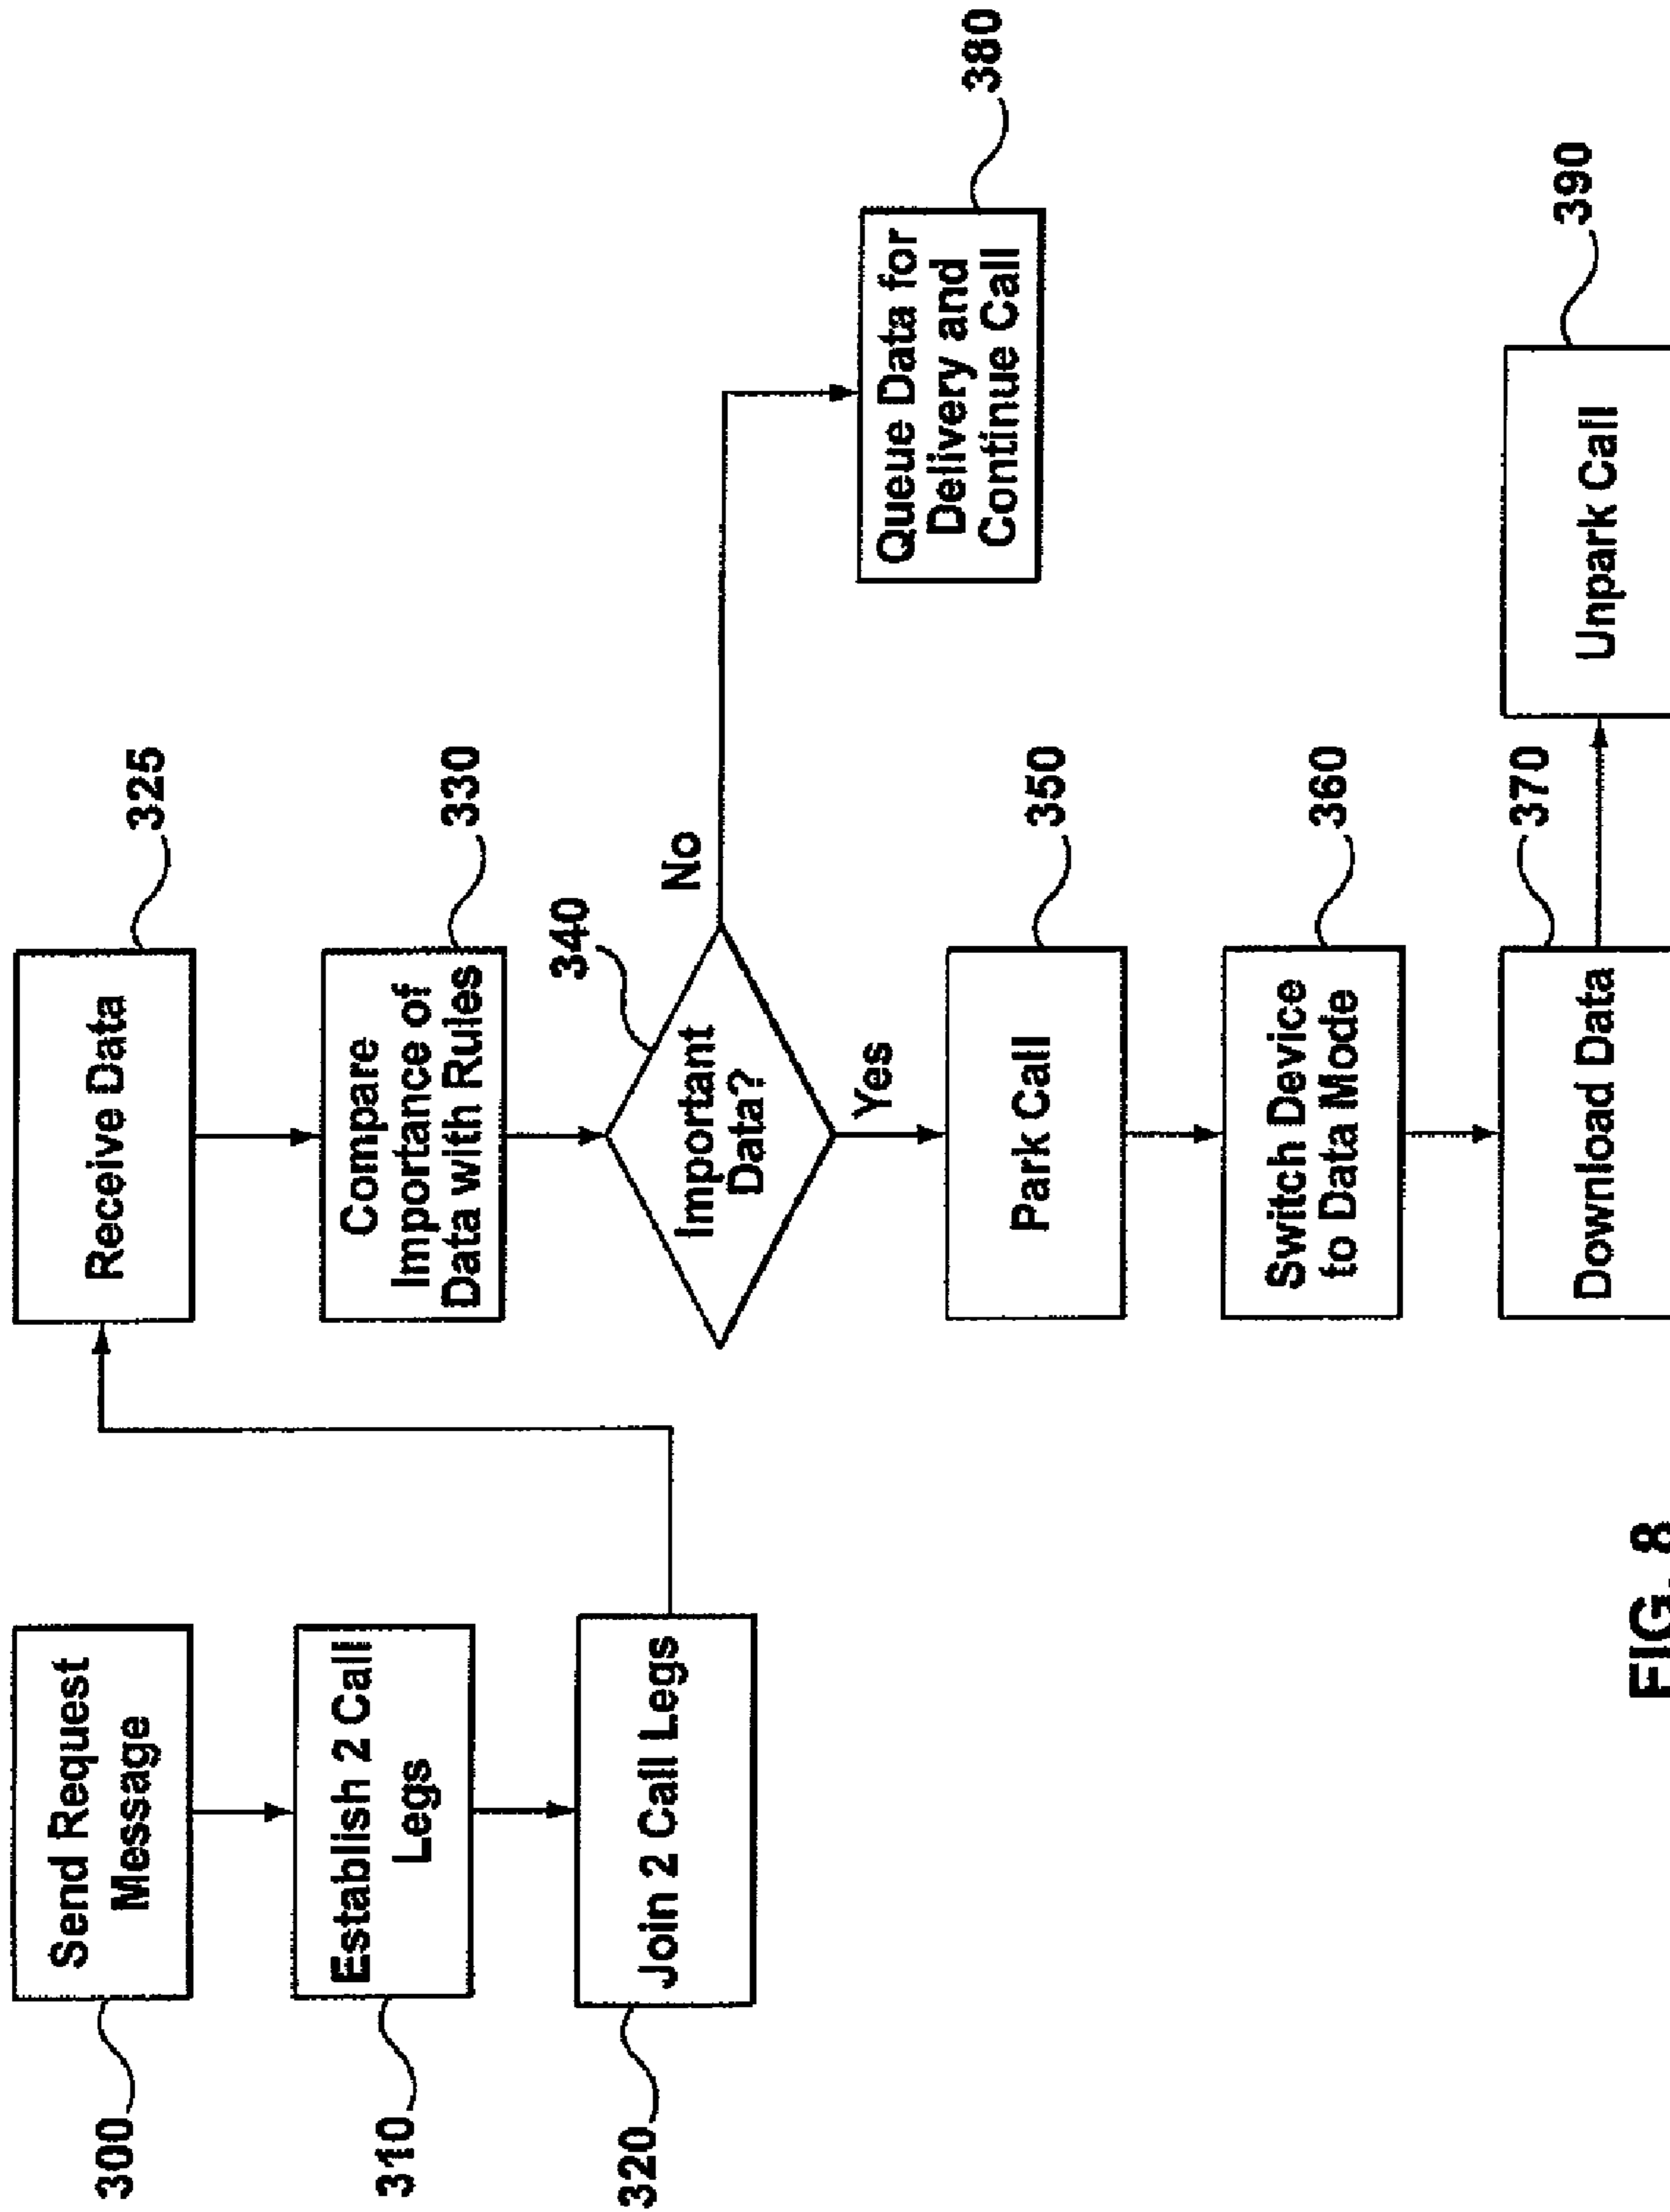 300
Send Request
Message
310
Establish 2 Call
Legs
320
Join 2 Call Legs
Receive Data
325
Compare
Importance of
Data with Rules
330
340
Important
Data?
No
Yes
Park Call
350
Switch Device
to Data Mode
360
Download Data
370
Queue Data for
Delivery and
Continue Call
380
Unpark Call
390
FIG. 8